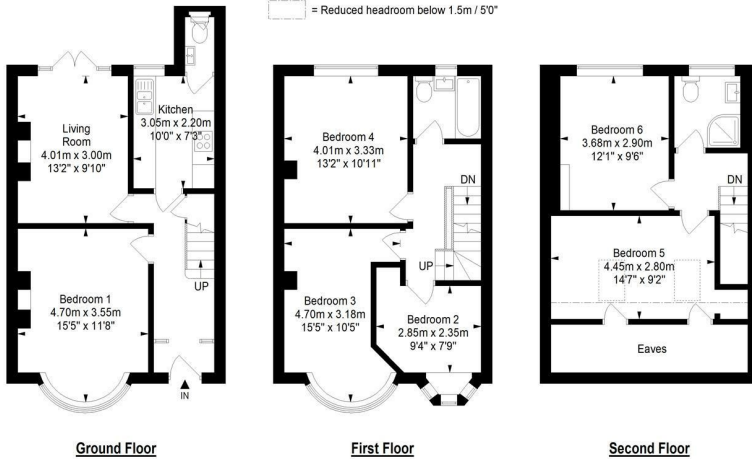 = Reduced headroom below 1.5m / 5'0"
Living
Room
4.01m x 3.00m
13'2" x 9'10"
Kitchen
3.05m x 2.20m
10'0" x 7'3"
Bedroom 1
4.70m x 3.55m
15'5" x 11'8"
UP
IN
Ground Floor
Bedroom 4
4.01m x 3.33m
13'2" x 10'11"
DN
UP
Bedroom 3
4.70m x 3.18m
15'5" x 10'5"
Bedroom 2
2.85m x 2.35m
9'4" x 7'9"
First Floor
Bedroom 6
3.68m x 2.90m
12'1" x 9'6"
DN
Bedroom 5
4.45m x 2.80m
14'7" x 9'2"
Eaves
Second Floor